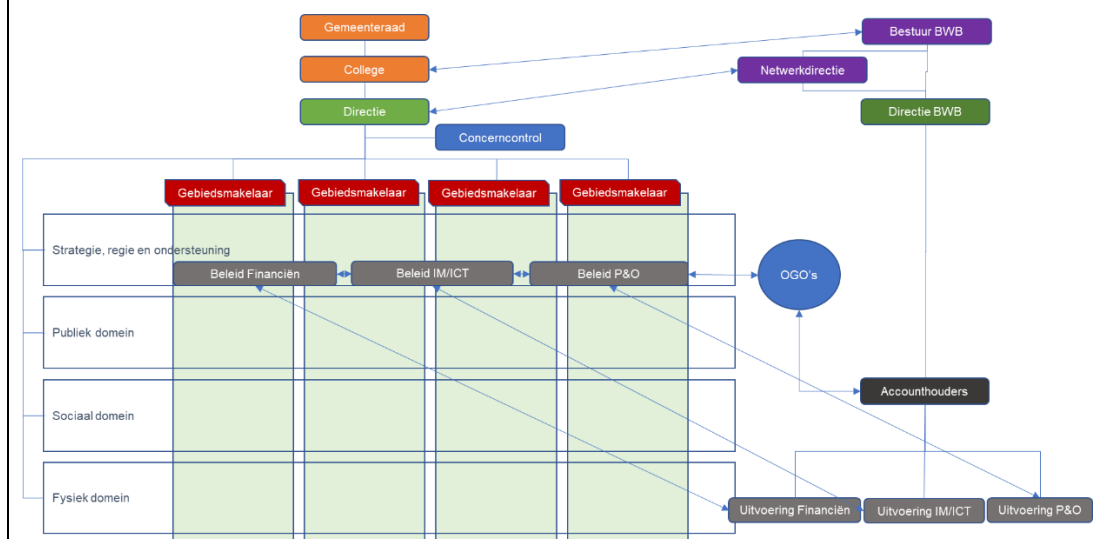 Gemeenteraad
Bestuur BWB
College
Netwerkdirectie
Directie
Directie BWB
Concerncontrol
Gebiedsmakelaar
Gebiedsmakelaar
Gebiedsmakelaar
Gebiedsmakelaar
Strategie, regie en ondersteuning
Beleid Financiën
Beleid IM/ICT
Beleid P&O
OGO's
Publiek domein
Accounthouders
Sociaal domein
Fysiek domein
Uitvoering Financiën
Uitvoering IM/ICT
Uitvoering P&O